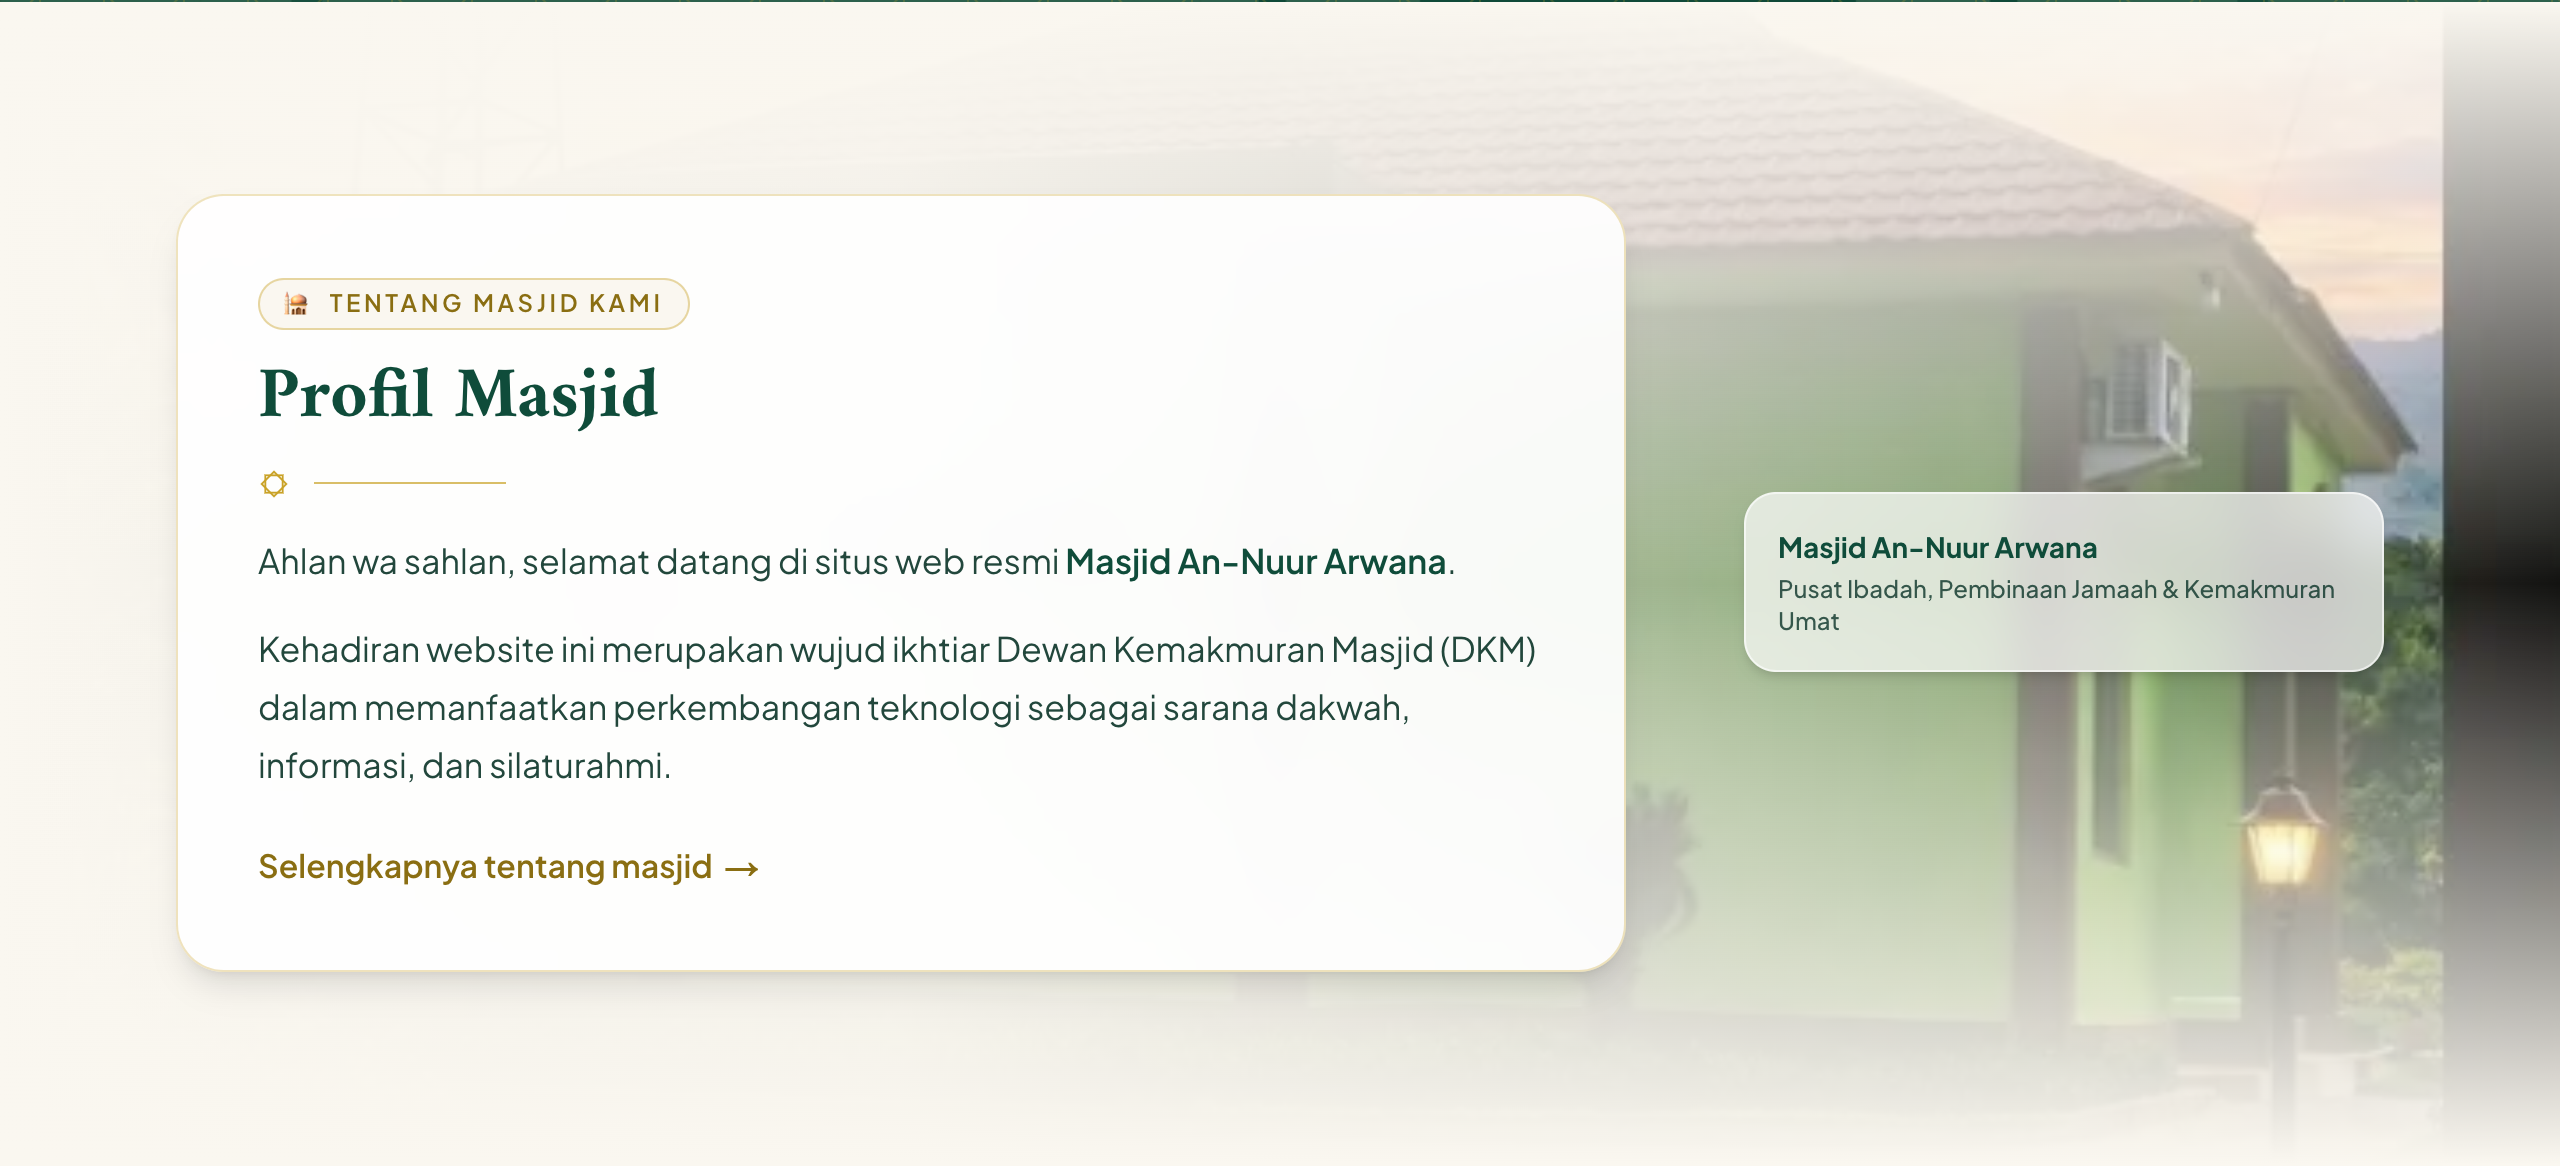 TENTANG MASJID KAMI
Profil Masjid
Ahlan wa sahlan, selamat datang di situs web resmi Masjid An-Nuur Arwana.
Kehadiran website ini merupakan wujud ikhtiar Dewan Kemakmuran Masjid (DKM)
dalam memanfaatkan perkembangan teknologi sebagai sarana dakwah,
informasi, dan silaturahmi.
Selengkapnya tentang masjid →
Masjid An-Nuur Arwana
Pusat Ibadah, Pembinaan Jamaah & Kemakmuran
Umat